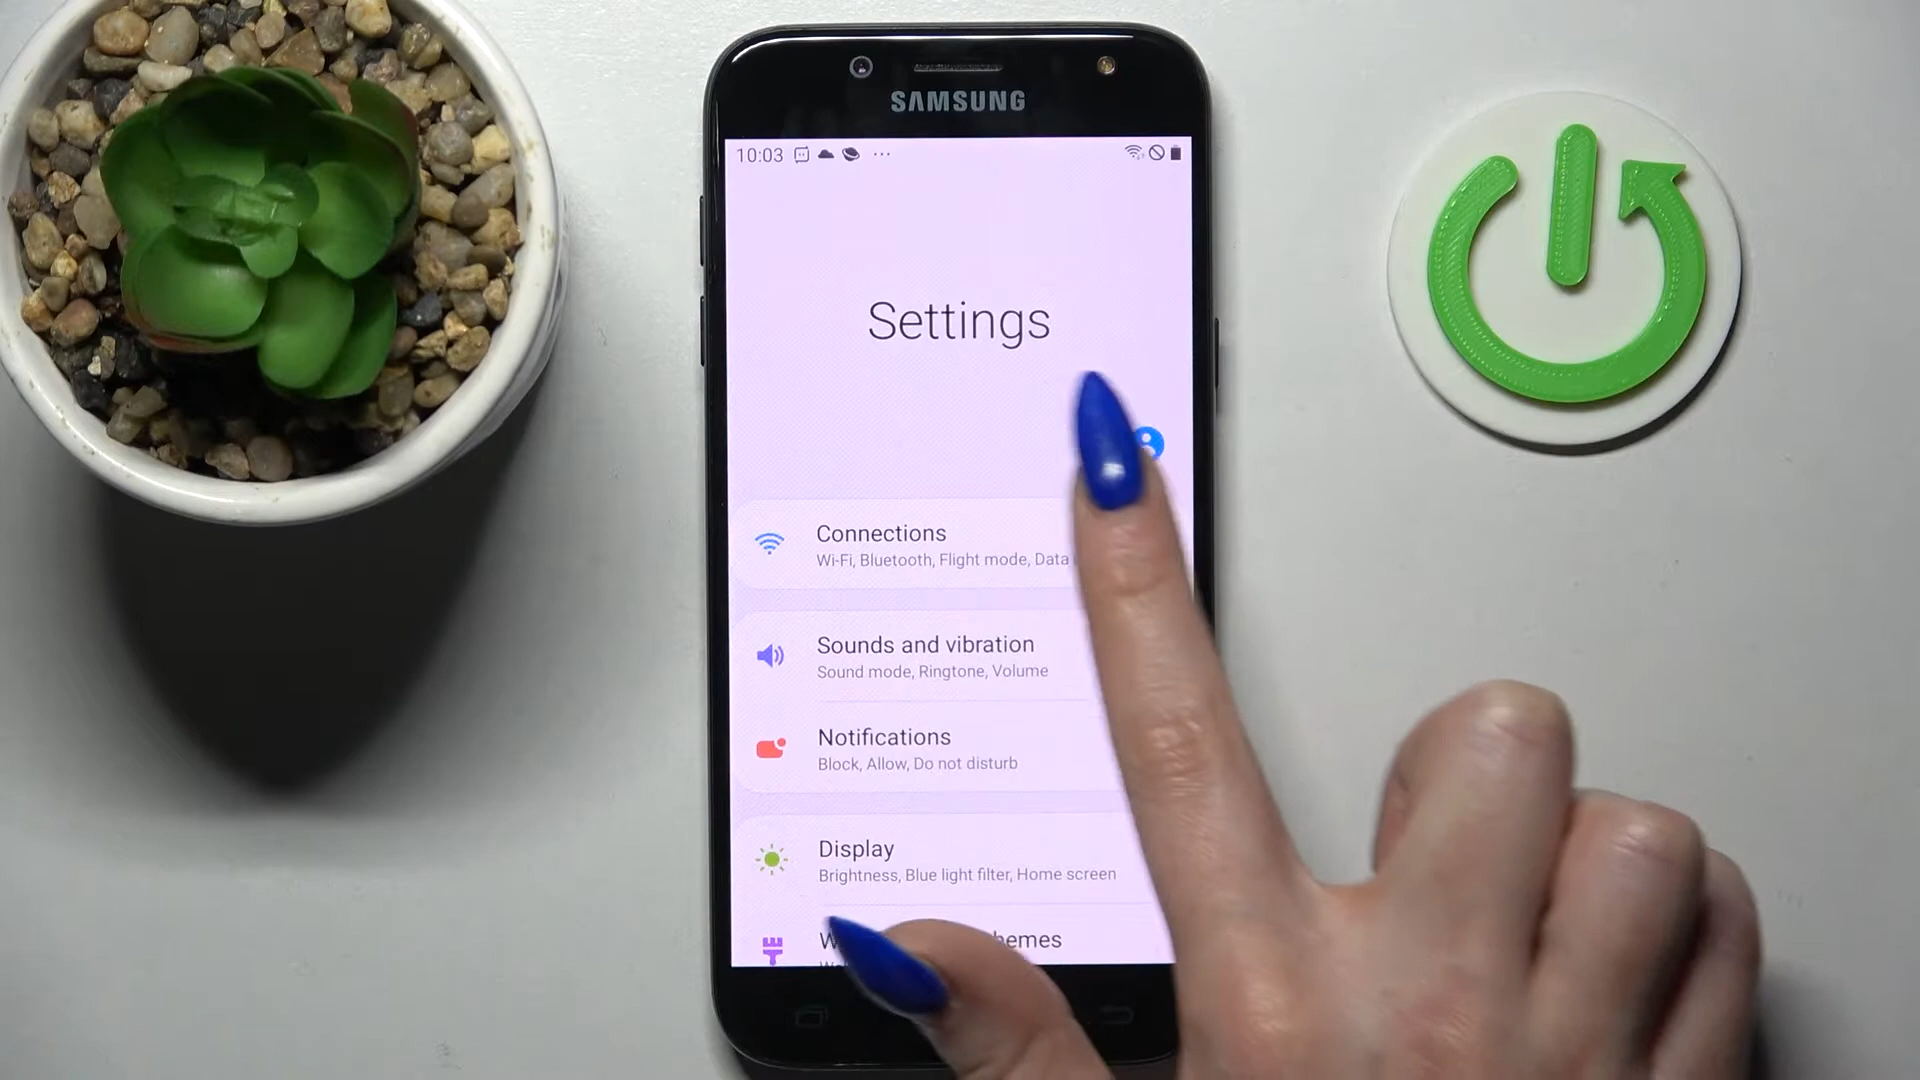 SAMSUNG
10:03
Settings
Connections
Wi-Fi, Bluetooth, Flight mode, Data
Sounds and vibration
Sound mode, Ringtone, Volume
Notifications
Block, Allow, Do not disturb
Display
Brightness, Blue light filter, Home screen